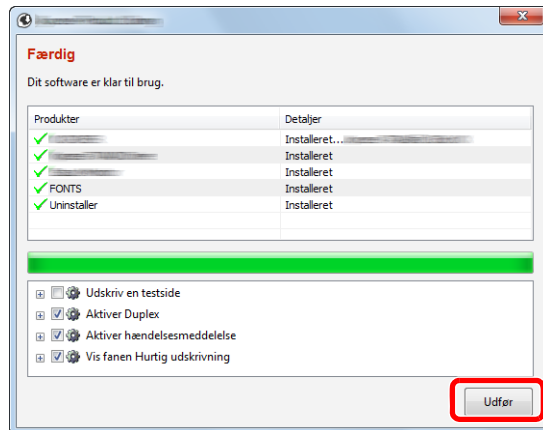 Færdig
Dit software er klar til brug.
Produkter Detaljer
Installeret...
Installeret
Installeret
FONTS Installeret
Uninstaller Installeret
Udskriv en testside
Aktiver Duplex
Aktiver hændelsesmeddelelse
Vis fanen Hurtig udskrivning
Udfør